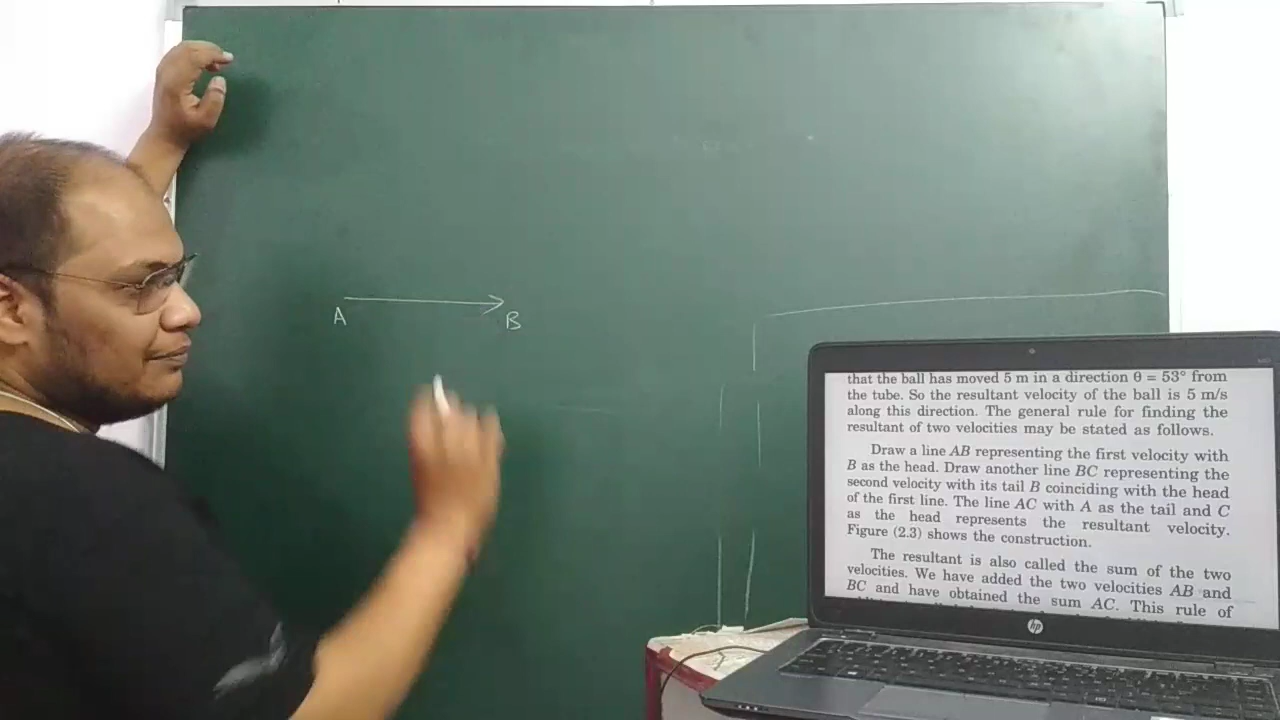 A
B
that the ball has moved 5 m in a direction θ = 53° from
the tube. So the resultant velocity of the ball is 5 m/s
along this direction. The general rule for finding the
resultant of two velocities may be stated as follows.
Draw a line AB representing the first velocity with
B as the head. Draw another line BC representing the
second velocity with its tail B coinciding with the head
of the first line. The line AC with A as the tail and C
as the head represents the resultant velocity.
Figure (2.3) shows the construction.
The resultant is also called the sum of the two
velocities. We have added the two velocities AB and
BC and have obtained the sum AC. This rule of
hp